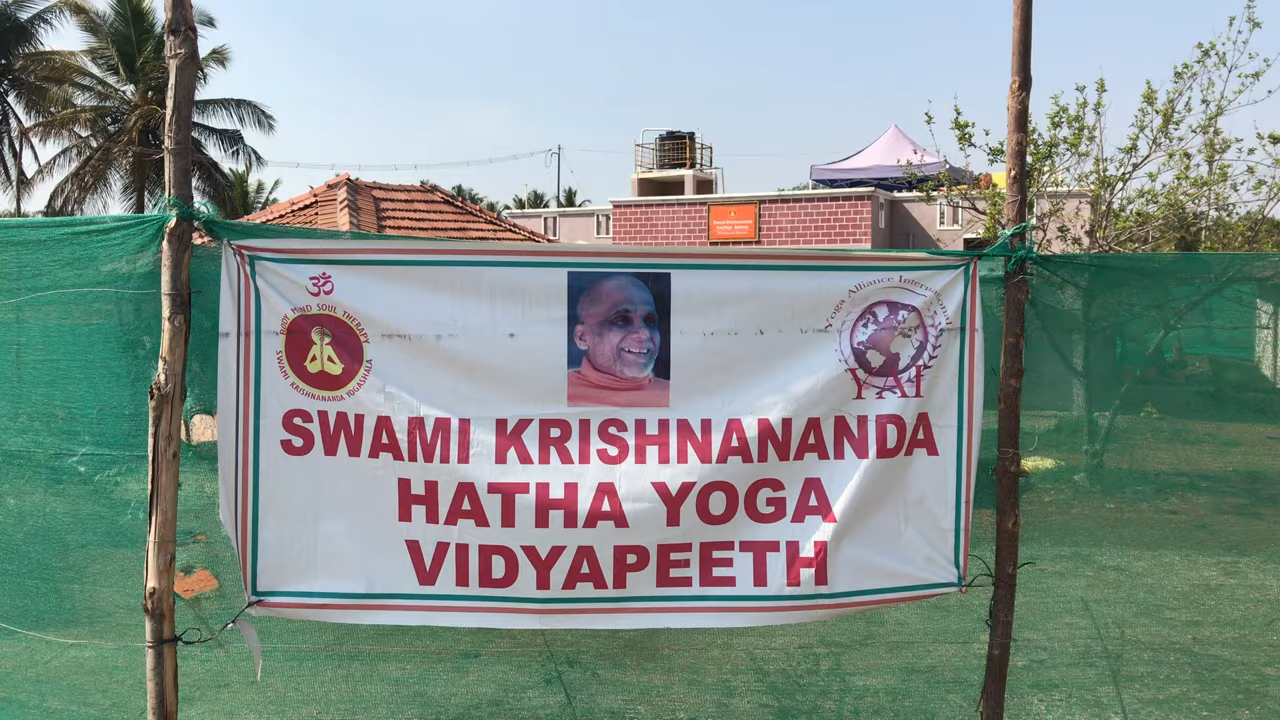 ॐ
BODY MIND SOUL THERAPY
SWAMI KRISHNANANDA YOGASHALA
Yoga Alliance International
YAI
SWAMI KRISHNANANDA
HATHA YOGA
VIDYAPEETH